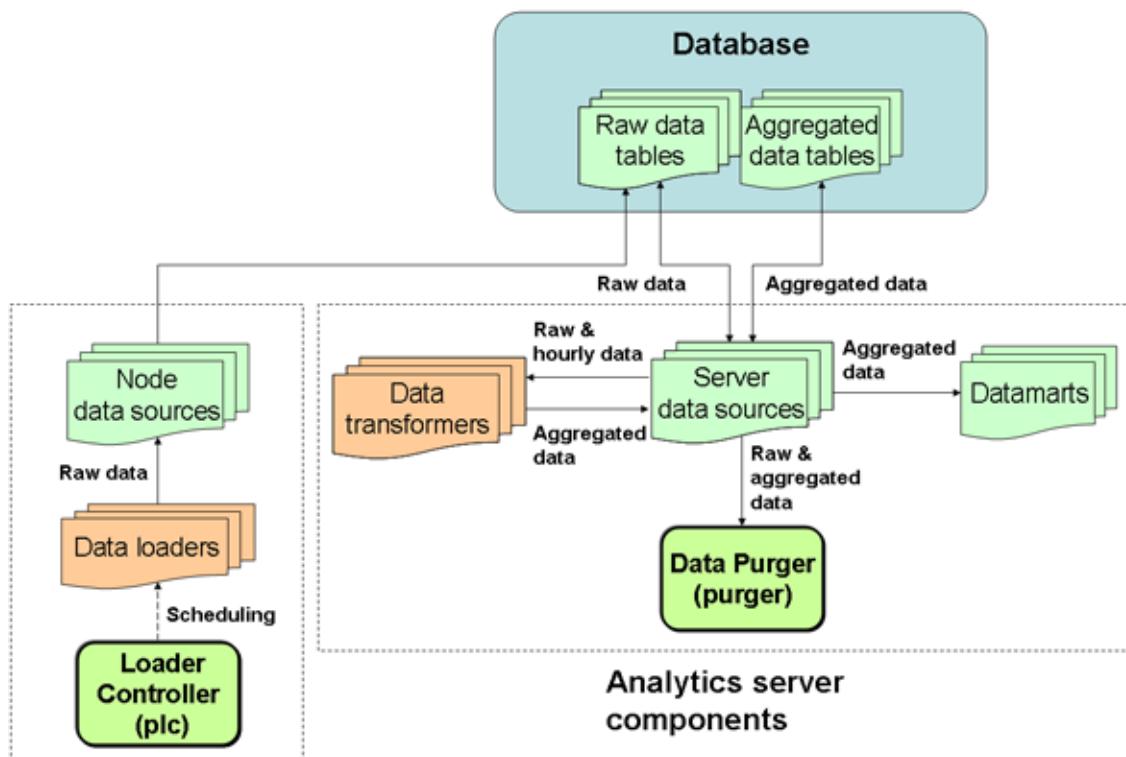 Database
Raw data
tables
Aggregated
data tables
Raw data
Aggregated data
Node
data sources
Raw data
Data loaders
Scheduling
Loader
Controller
(plc)
Raw &
hourly data
Data
transformers
Aggregated
data
Server
data sources
Aggregated
data
Datamarts
Raw &
aggregated
data
Data Purger
(purger)
Analytics server
components